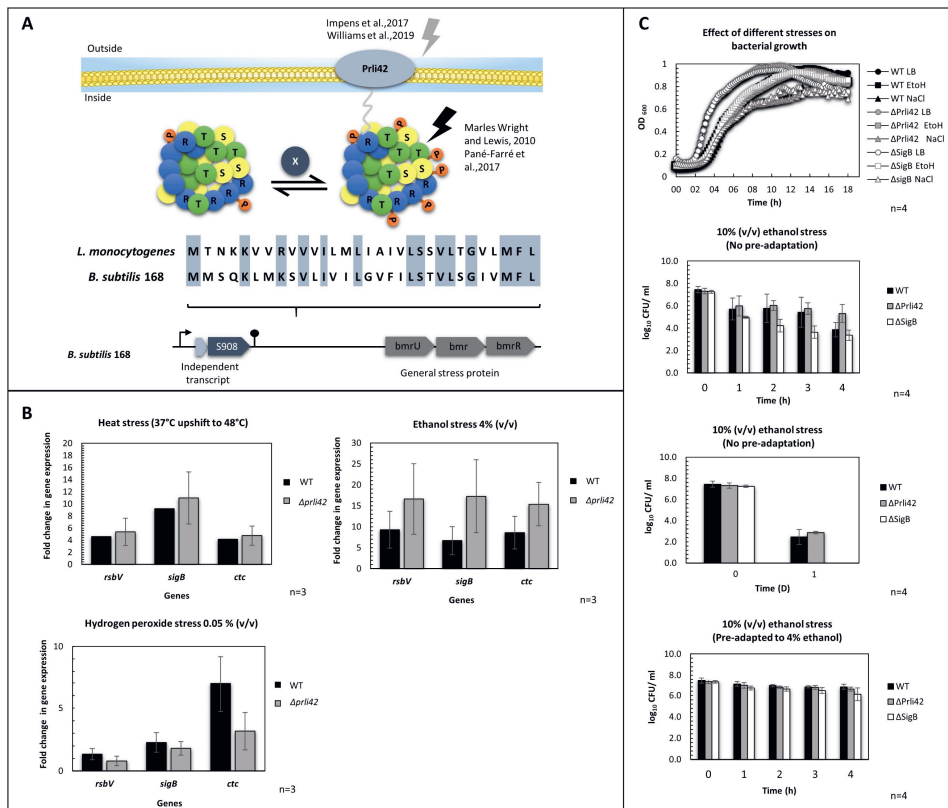 A
Impens et al.,2017
Williams et al.,2019
Outside
Prli42
Inside
P
R
T
S
T
T
T
S
S
R
T
R
R
R
P
X
P
R
T
S
T
T
P
T
S
S
P
R
T
R
R
R
P
P
Marles Wright
and Lewis, 2010
Pané-Farré et
al.,2017
L. monocytogenes M T N K K V V R V V V I L M L I A I V L S S V L T G V L M F L
B. subtilis 168 M M S Q K L M K S V L I V I L G V F I L S T V L S G I V M F L
B. subtilis 168
S908
bmrU
bmr
bmrR
Independent
transcript
General stress protein
B
Heat stress (37°C upshift to 48°C)
Fold change in gene expression
20
18
16
14
12
10
8
6
4
2
0
WT
Δprli42
rsbV sigB ctc
Genes
n=3
Ethanol stress 4% (v/v)
Fold change in gene expression
30
25
20
15
10
5
0
WT
Δprli42
rsbV sigB ctc
Genes
n=3
Hydrogen peroxide stress 0.05 % (v/v)
Fold change in gene expression
10
5
0
WT
Δprli42
rsbV sigB ctc
Genes
n=3
C
Effect of different stresses on
bacterial growth
OD 600
1
0.8
0.6
0.4
0.2
0
00 02 04 06 08 10 12 14 16 18
Time (h)
WT LB
WT EtoH
WT NaCl
ΔPrli42 LB
ΔPrli42 EtoH
ΔPrli42 NaCl
ΔSigB LB
ΔSigB EtoH
ΔsigB NaCl
n=4
10% (v/v) ethanol stress
(No pre-adaptation)
log10 CFU/ ml
10.0
8.0
6.0
4.0
2.0
0.0
0 1 2 3 4
Time (h)
WT
ΔPrli42
ΔSigB
n=4
10% (v/v) ethanol stress
(No pre-adaptation)
log10 CFU/ ml
10.0
8.0
6.0
4.0
2.0
0.0
0 1
Time (D)
WT
ΔPrli42
ΔSigB
n=4
10% (v/v) ethanol stress
(Pre-adapted to 4% ethanol)
log10 CFU/ ml
10.0
8.0
6.0
4.0
2.0
0.0
0 1 2 3 4
Time (h)
WT
ΔPrli42
ΔSigB
n=4